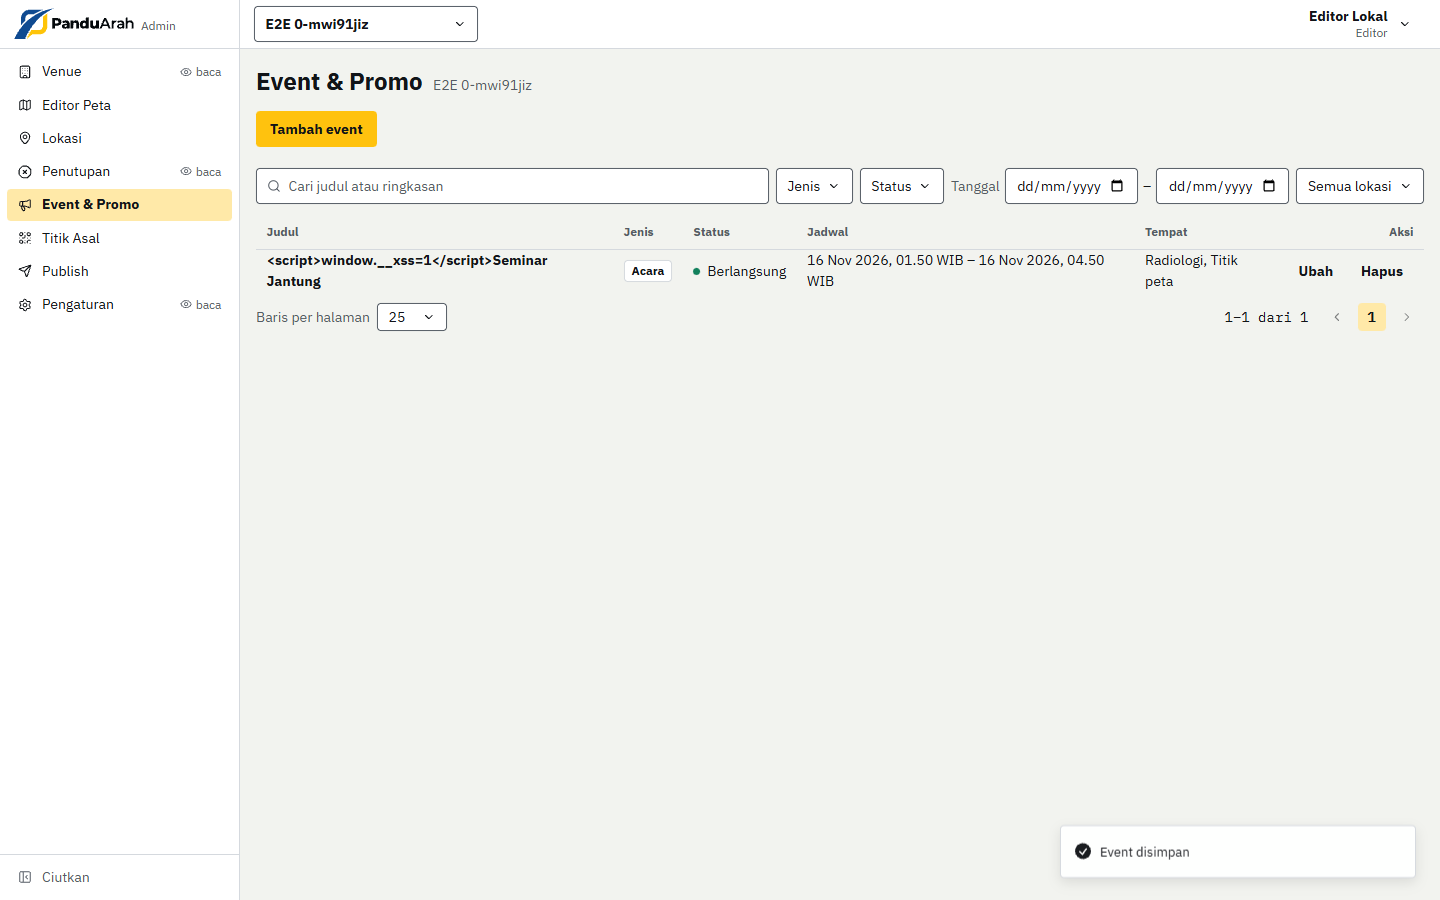 PanduArah Admin
E2E 0-mwi91jiz
Editor Lokal
Editor
Venue baca
Editor Peta
Lokasi
Penutupan baca
Event & Promo
Titik Asal
Publish
Pengaturan baca
Ciutkan
Event & Promo E2E 0-mwi91jiz
Tambah event
Cari judul atau ringkasan Jenis Status Tanggal dd/mm/yyyy – dd/mm/yyyy Semua lokasi
Judul Jenis Status Jadwal Tempat Aksi
<script>window.__xss=1</script>Seminar
Jantung
Acara
Berlangsung
16 Nov 2026, 01.50 WIB – 16 Nov 2026, 04.50
WIB
Radiologi, Titik
peta
Ubah Hapus
Baris per halaman 25 1–1 dari 1 1
Event disimpan